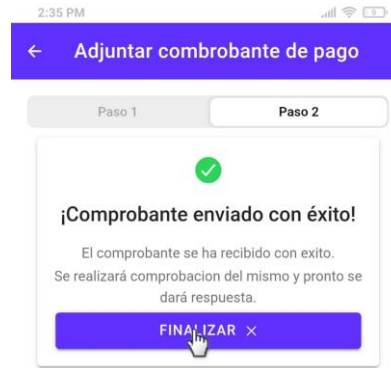 2:35 PM
Adjuntar combrobante de pago
Paso 1 Paso 2
¡Comprobante enviado con éxito!
El comprobante se ha recibido con exito.
Se realizará comprobacion del mismo y pronto se
dará respuesta.
FINALIZAR ×